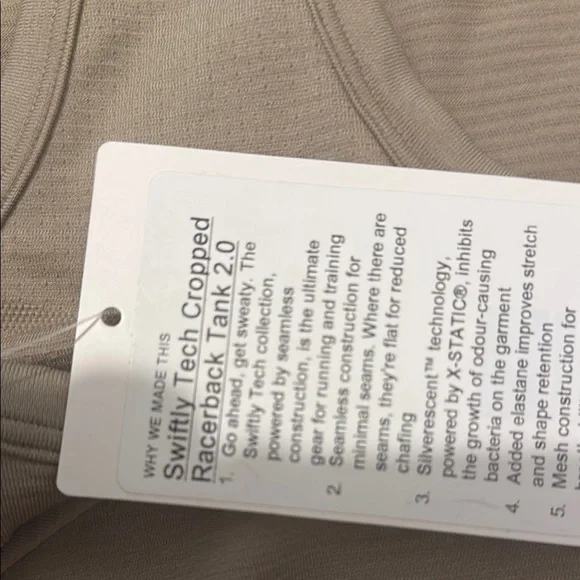 WHY WE MADE THIS
Swiftly Tech Cropped
Racerback Tank 2.0
1. Go ahead, get sweaty. The
Swiftly Tech collection,
powered by seamless
construction, is the ultimate
gear for running and training
2. Seamless construction for
minimal seams. Where there are
seams, they're flat for reduced
chafing
3. Silverescent™ technology,
powered by X-STATIC®, inhibits
the growth of odour-causing
bacteria on the garment
4. Added elastane improves stretch
and shape retention
5. Mesh construction for